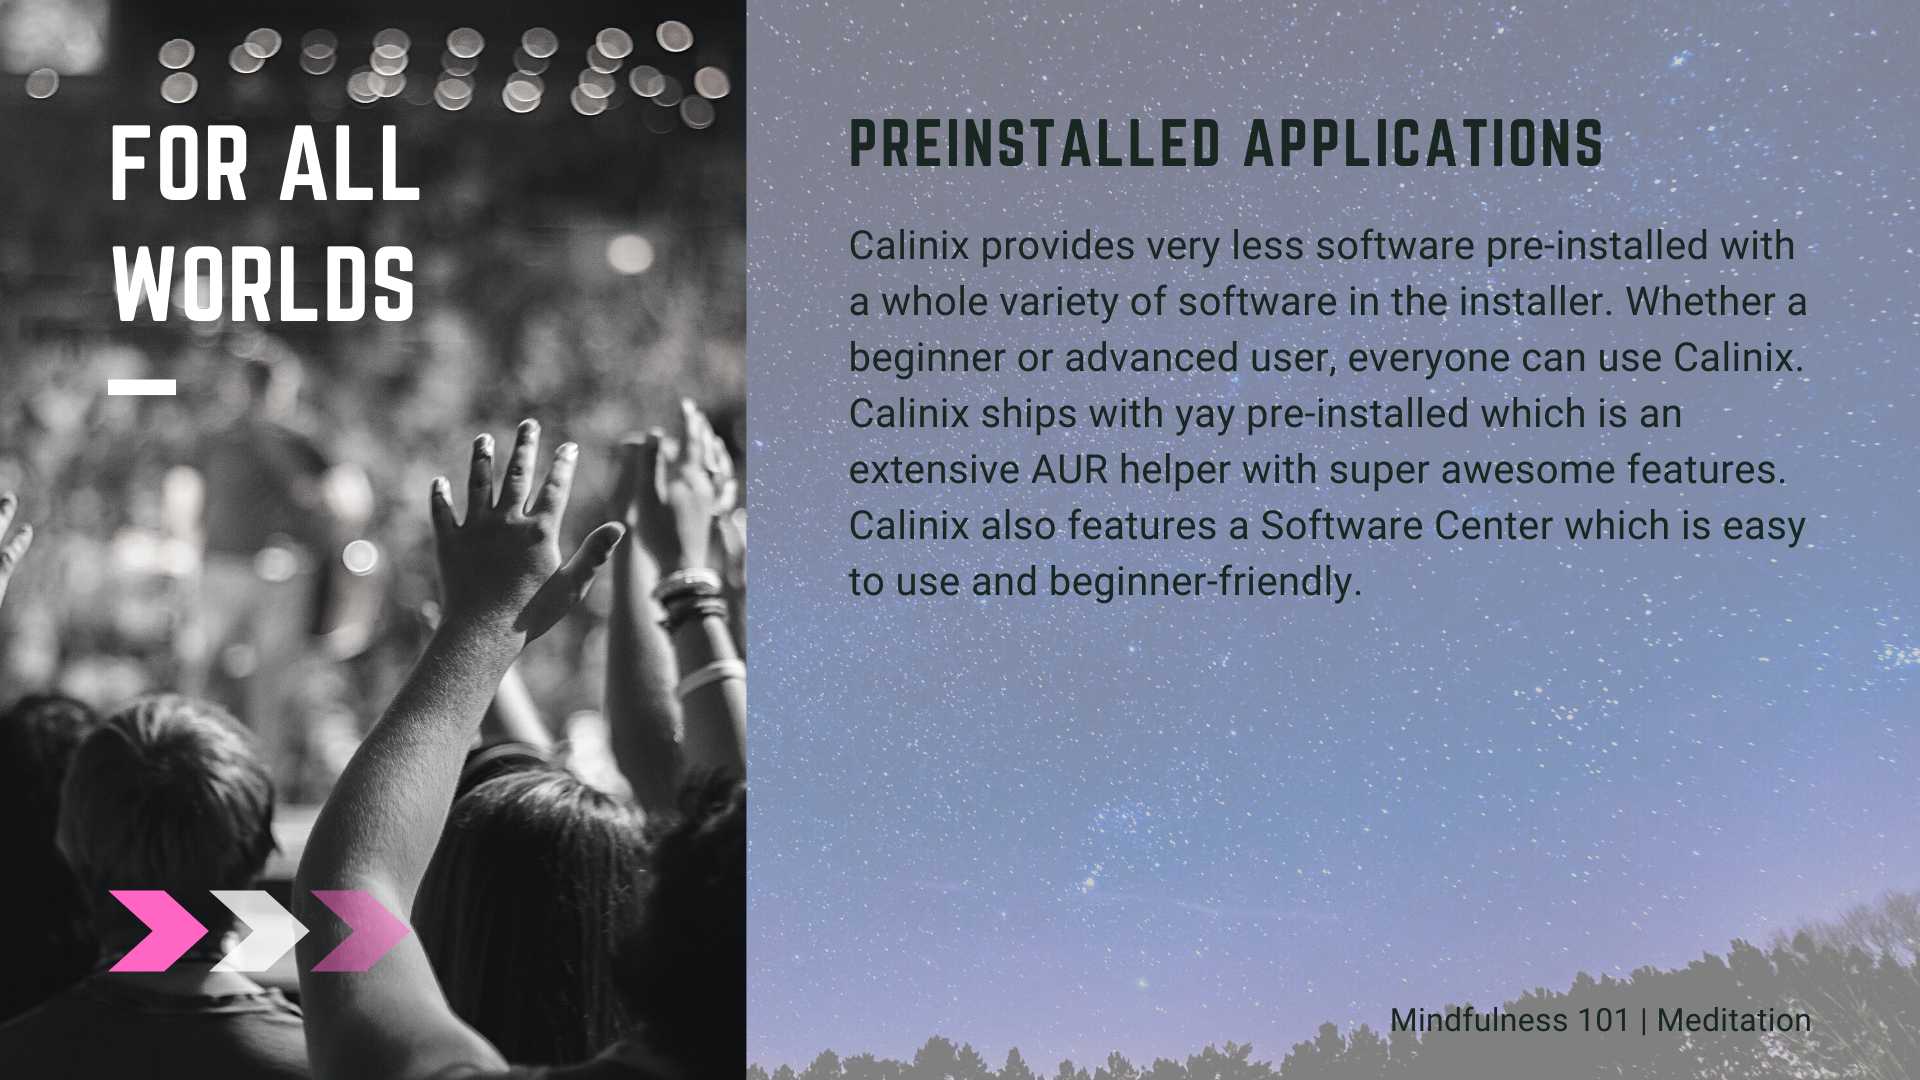 FOR ALL
WORLDS
PREINSTALLED APPLICATIONS
Calinix provides very less software pre-installed with
a whole variety of software in the installer. Whether a
beginner or advanced user, everyone can use Calinix.
Calinix ships with yay pre-installed which is an
extensive AUR helper with super awesome features.
Calinix also features a Software Center which is easy
to use and beginner-friendly.
Mindfulness 101 | Meditation